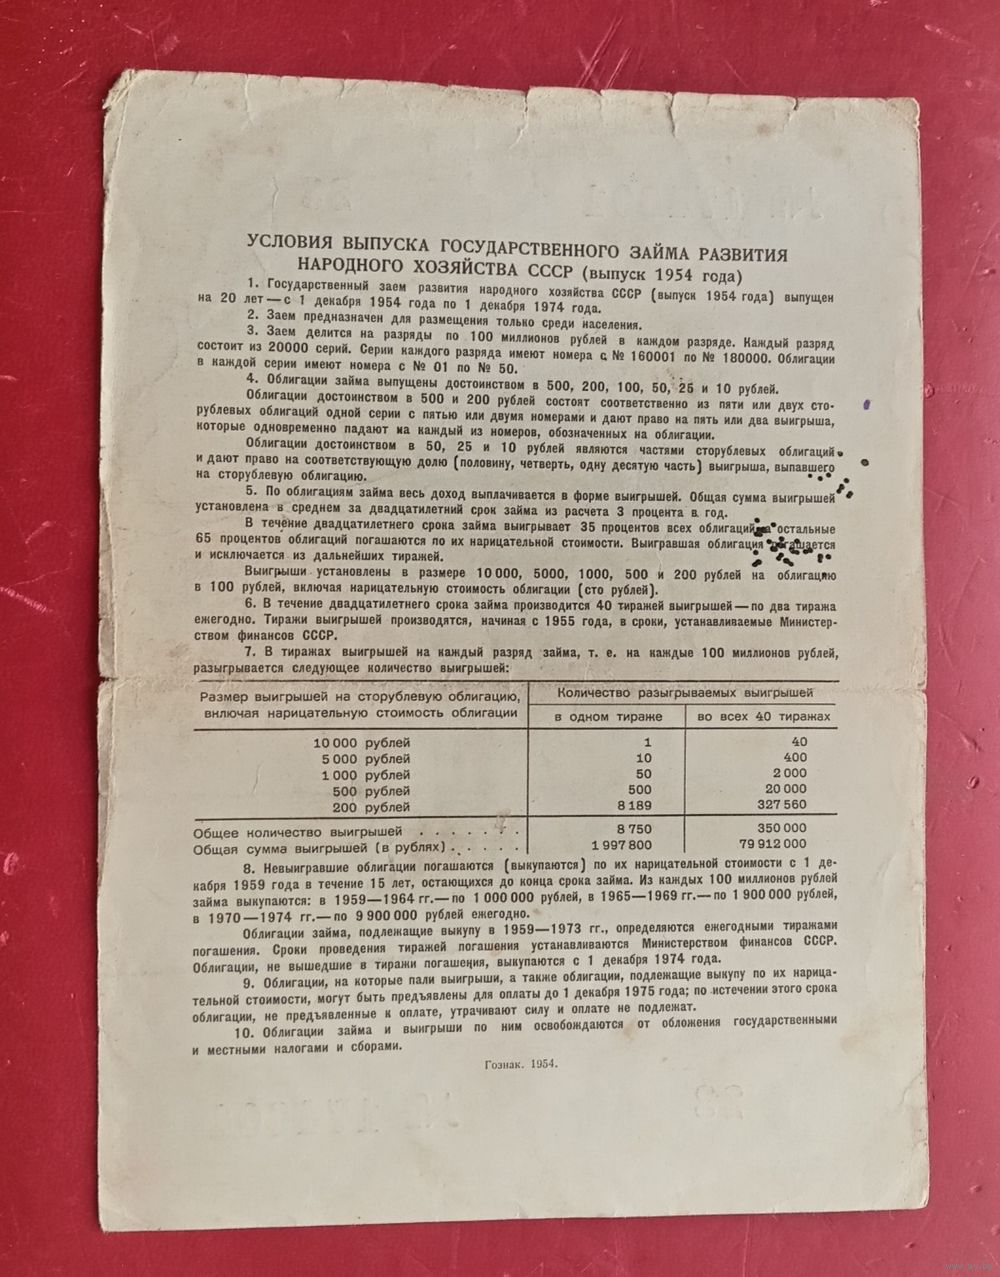 УСЛОВИЯ ВЫПУСКА ГОСУДАРСТВЕННОГО ЗАЙМА РАЗВИТИЯ
НАРОДНОГО ХОЗЯЙСТВА СССР (выпуск 1954 года)
1. Государственный заем развития народного хозяйства СССР (выпуск 1954 года) выпущен
на 20 лет — с 1 декабря 1954 года по 1 декабря 1974 года.
2. Заем предназначен для размещения только среди населения.
3. Заем делится на разряды по 100 миллионов рублей в каждом разряде. Каждый разряд
состоит из 20000 серий. Серии каждого разряда имеют номера с № 160001 по № 180000. Облигации
в каждой серии имеют номера с № 01 по № 50.
4. Облигации займа выпущены достоинством в 500, 200, 100, 50, 25 и 10 рублей.
Облигации достоинством в 500 и 200 рублей состоят соответственно из пяти или двух сто-
рублевых облигаций одной серии с пятью или двумя номерами и дают право на пять или два выигрыша,
которые одновременно падают на каждый из номеров, обозначенных на облигации.
Облигации достоинством в 50, 25 и 10 рублей являются частями сторублевых облигаций
и дают право на соответствующую долю (половину, четверть, одну десятую часть) выигрыша, выпавшего
на сторублевую облигацию.
5. По облигациям займа весь доход выплачивается в форме выигрышей. Общая сумма выигрышей
установлена в среднем за двадцатилетний срок займа из расчета 3 процента в год.
В течение двадцатилетнего срока займа выигрывает 35 процентов всех облигаций, а остальные
65 процентов облигаций погашаются по их нарицательной стоимости. Выигравшая облигация погашается
и исключается из дальнейших тиражей.
Выигрыши установлены в размере 10 000, 5000, 1000, 500 и 200 рублей на облигацию
в 100 рублей, включая нарицательную стоимость облигации (сто рублей).
6. В течение двадцатилетнего срока займа производится 40 тиражей выигрышей — по два тиража
ежегодно. Тиражи выигрышей производятся, начиная с 1955 года, в сроки, устанавливаемые Министер-
ством финансов СССР.
7. В тиражах выигрышей на каждый разряд займа, т. е. на каждые 100 миллионов рублей,
разыгрывается следующее количество выигрышей:
Размер выигрышей на сторублевую облигацию, Количество разыгрываемых выигрышей
включая нарицательную стоимость облигации в одном тираже во всех 40 тиражах
10 000 рублей 1 40
5 000 рублей 10 400
1 000 рублей 50 2 000
500 рублей 500 20 000
200 рублей 8 189 327 560
Общее количество выигрышей . . . . . . . 8 750 350 000
Общая сумма выигрышей (в рублях) . . . . . 1 997 800 79 912 000
8. Невыигравшие облигации погашаются (выкупаются) по их нарицательной стоимости с 1 де-
кабря 1959 года в течение 15 лет, остающихся до конца срока займа. Из каждых 100 миллионов рублей
займа выкупаются: в 1959—1964 гг.— по 1 000 000 рублей, в 1965—1969 гг.— по 1 900 000 рублей,
в 1970—1974 гг.— по 9 900 000 рублей ежегодно.
Облигации займа, подлежащие выкупу в 1959—1973 гг., определяются ежегодными тиражами
погашения. Сроки проведения тиражей погашения устанавливаются Министерством финансов СССР.
Облигации, не вышедшие в тиражи погашения, выкупаются с 1 декабря 1974 года.
9. Облигации, на которые пали выигрыши, а также облигации, подлежащие выкупу по их нарица-
тельной стоимости, могут быть предъявлены для оплаты до 1 декабря 1975 года; по истечении этого срока
облигации, не предъявленные к оплате, утрачивают силу и оплате не подлежат.
10. Облигации займа и выигрыши по ним освобождаются от обложения государственными
и местными налогами и сборами.
Гознак. 1954.